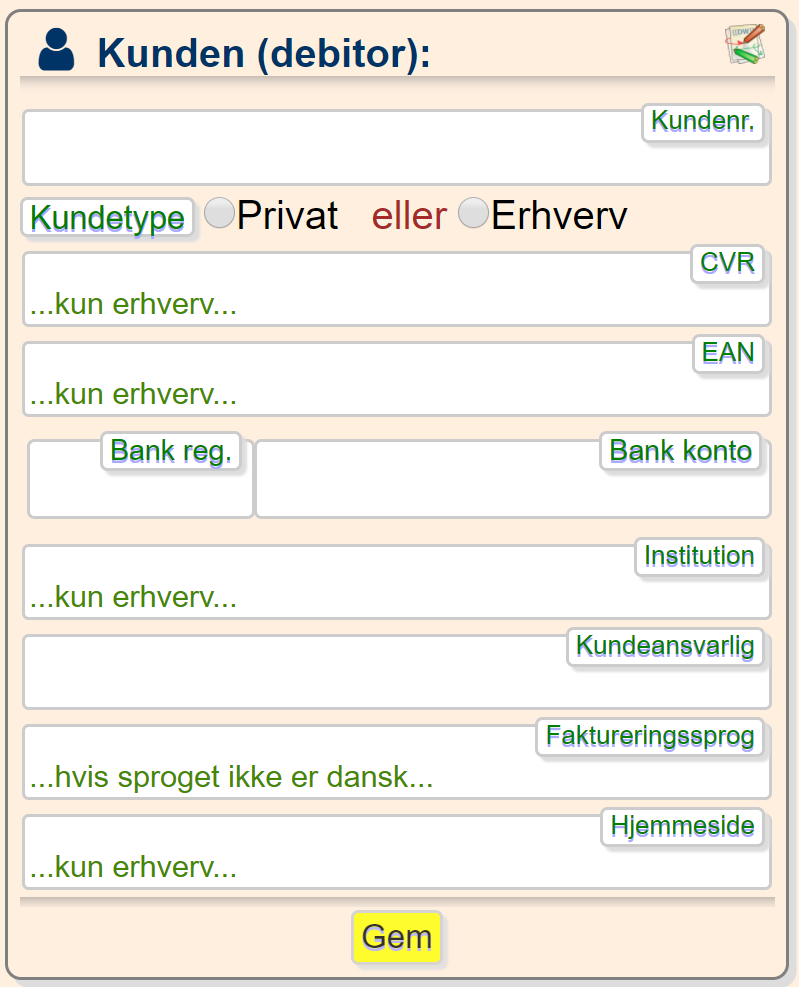 Kunden (debitor):
Kundenr.
Kundetype Privat eller Erhverv
CVR
...kun erhverv...
EAN
...kun erhverv...
Bank reg. Bank konto
Institution
...kun erhverv...
Kundeansvarlig
Faktureringssprog
...hvis sproget ikke er dansk...
Hjemmeside
...kun erhverv...
Gem